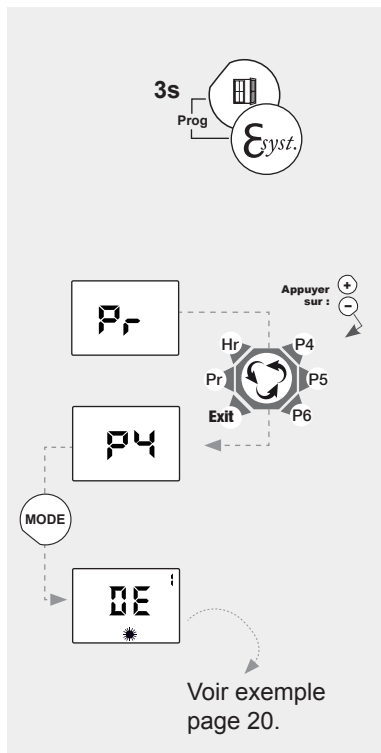 3s
Prog
Esyst.
Appuyer
sur :
+
-
Pr
Hr
P4
Pr
P5
Exit
P6
P4
MODE
DE
1
Voir exemple
page 20.